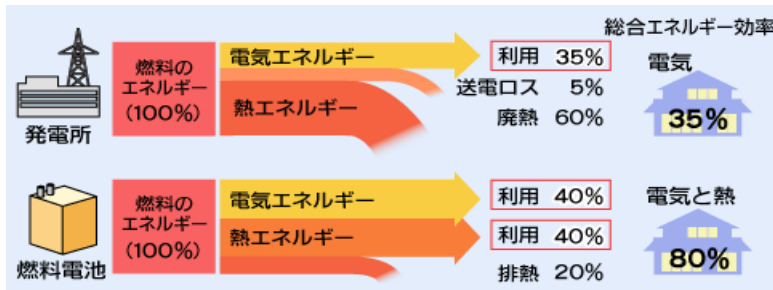 総合エネルギー効率
発電所
燃料の
エネルギー
(100%)
電気エネルギー
熱エネルギー
利用 35%
送電ロス 5%
廃熱 60%
電気
35%
燃料電池
燃料の
エネルギー
(100%)
電気エネルギー
熱エネルギー
利用 40%
利用 40%
排熱 20%
電気と熱
80%